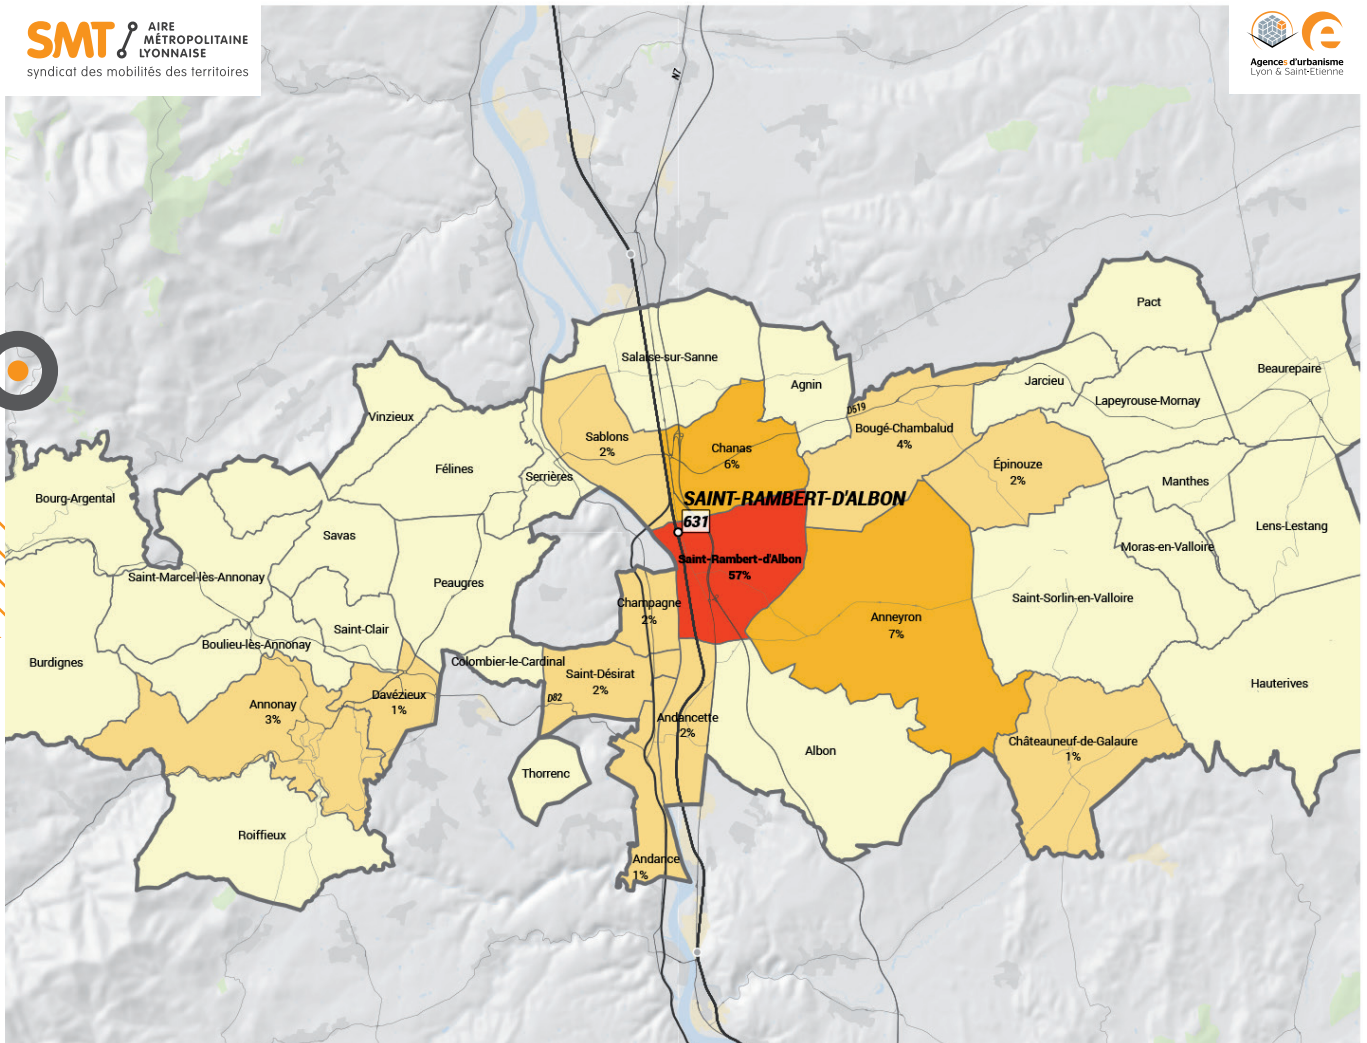 SMT
AIRE
MÉTROPOLITAINE
LYONNAISE
syndicat des mobilités des territoires
e
Agences d'urbanisme
Lyon & Saint-Etienne
N7
Pact
Salaise-sur-Sanne
Beaurepaire
Agnin
Jarcieu
Lapeyrouse-Mornay
D519
Vinzieux
Bougé-Chambalud
4%
Sablons
2%
Chanas
6%
Félines
Serrières
Épinouze
2%
Manthes
Bourg-Argental
SAINT-RAMBERT-D'ALBON
631
Lens-Lestang
Savas
Moras-en-Valloire
Saint-Rambert-d'Albon
57%
Saint-Marcel-lès-Annonay
Peaugres
Champagne
2%
Saint-Sorlin-en-Valloire
Anneyron
7%
Saint-Clair
Boulieu-lès-Annonay
Burdignes
Colombier-le-Cardinal
Saint-Désirat
2%
Hauterives
Davézieux
1%
D82
Annonay
3%
Andancette
2%
Châteauneuf-de-Galaure
1%
Albon
Thorrenc
Roiffieux
Andance
1%